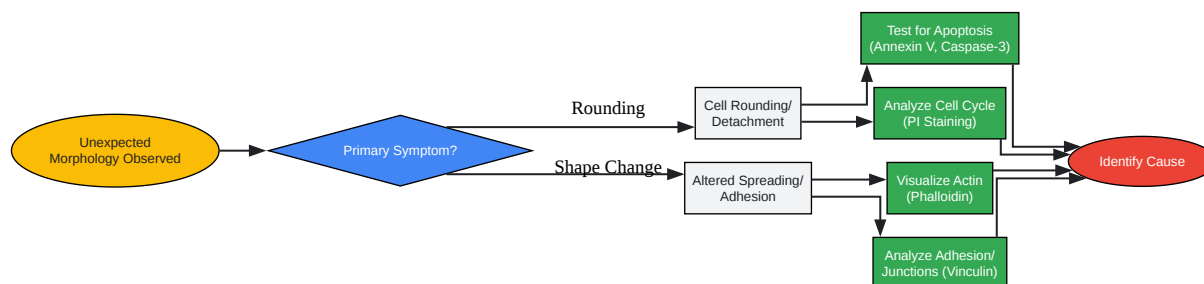 Unexpected
Morphology Observed
Primary Symptom?
Rounding
Shape Change
Cell Rounding/
Detachment
Altered Spreading/
Adhesion
Test for Apoptosis
(Annexin V, Caspase-3)
Analyze Cell Cycle
(PI Staining)
Visualize Actin
(Phalloidin)
Analyze Adhesion/
Junctions (Vinculin)
Identify Cause